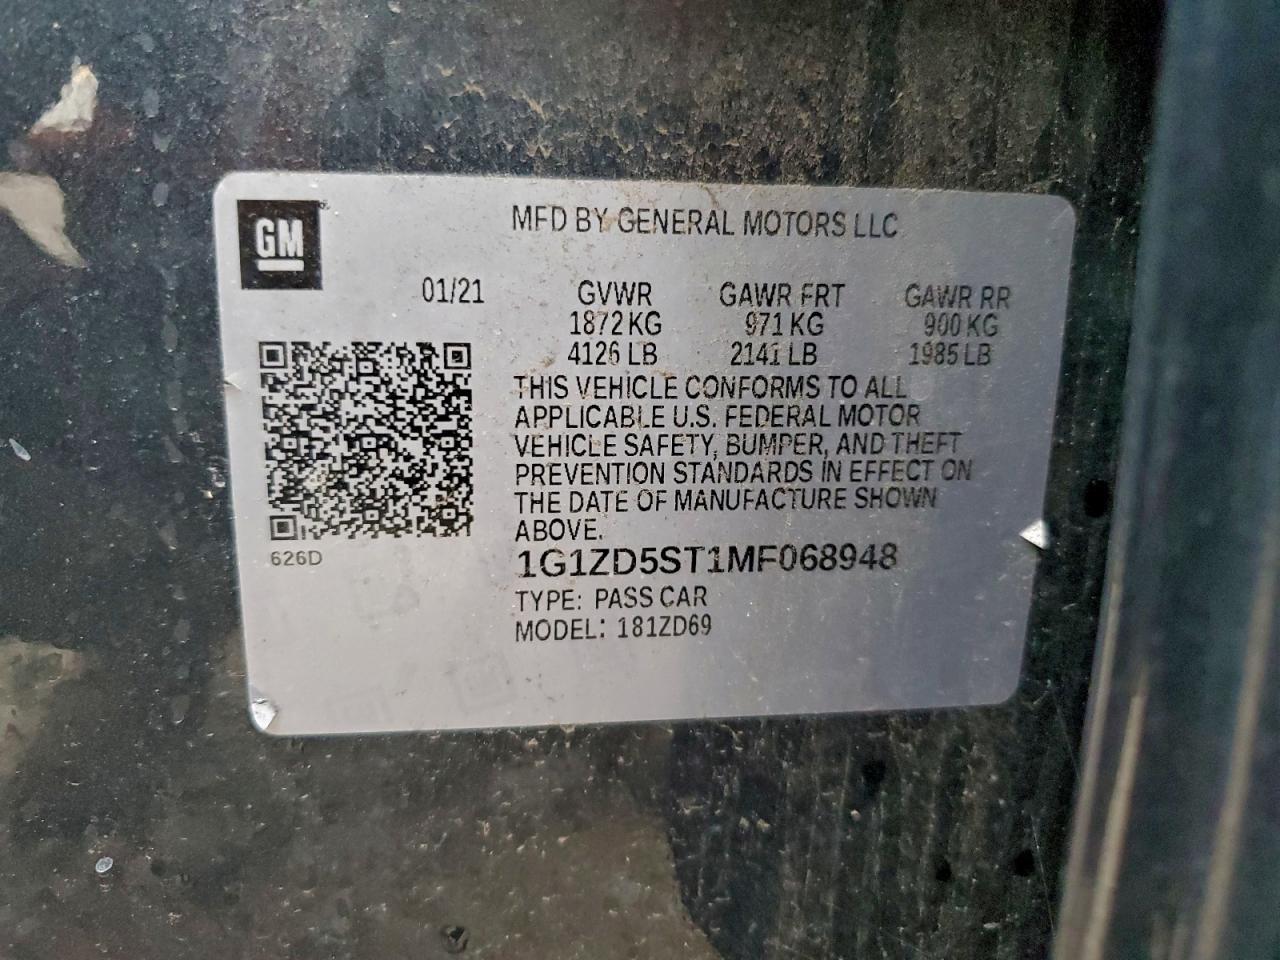 GM
MFD BY GENERAL MOTORS LLC
01/21 GVWR GAWR FRT GAWR RR
1872 KG 971 KG 900 KG
4126 LB 2141 LB 1985 LB
THIS VEHICLE CONFORMS TO ALL
APPLICABLE U.S. FEDERAL MOTOR
VEHICLE SAFETY, BUMPER, AND THEFT
PREVENTION STANDARDS IN EFFECT ON
THE DATE OF MANUFACTURE SHOWN
ABOVE.
626D
1G1ZD5ST1MF068948
TYPE: PASS CAR
MODEL: 181ZD69